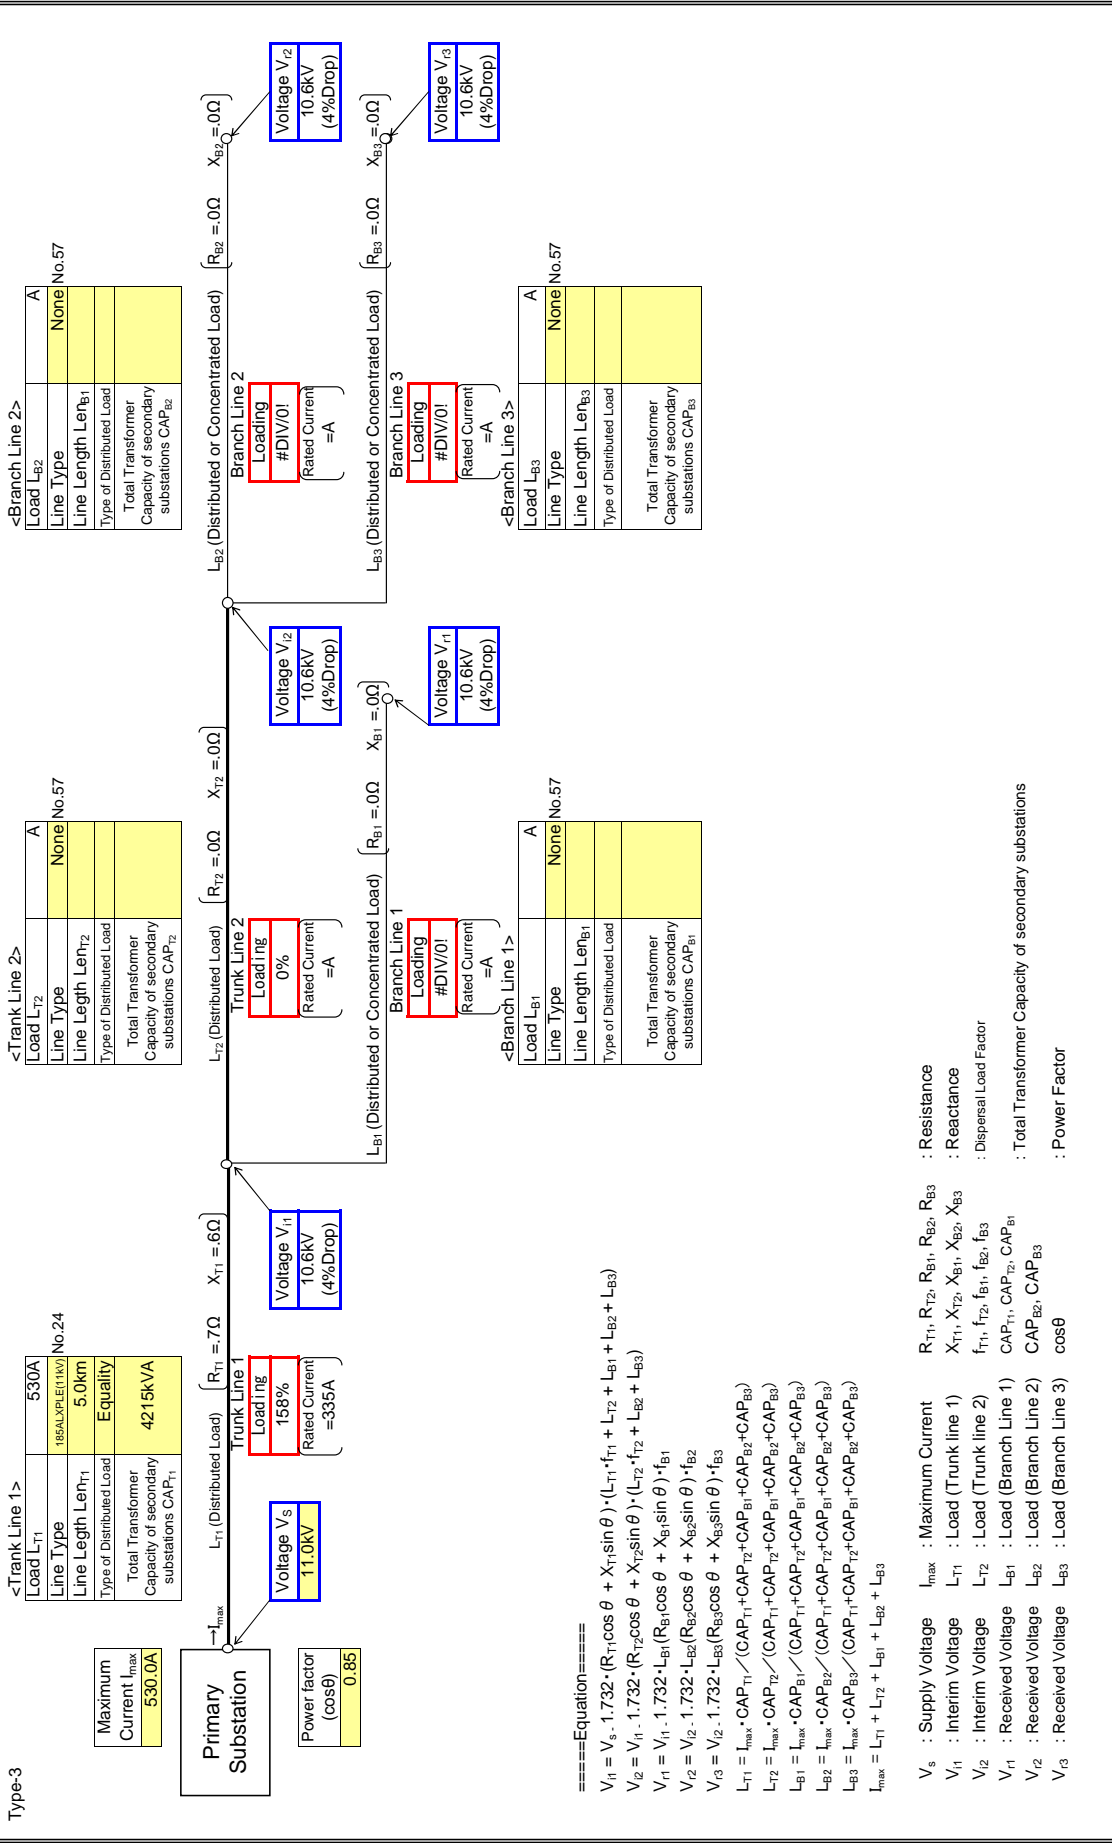 Type-3
Maximum
Current Imax
530.0A
<Trank Line 1>
Load LT1 530A
Line Type 185ALXPLE(11kV) No.24
Line Legth LenT1 5.0km
Type of Distributed Load Equality
Total Transformer
Capacity of secondary
substations CAPT1
4215kVA
<Trank Line 2>
Load LT2 A
Line Type None No.57
Line Length LenT2
Type of Distributed Load
Total Transformer
Capacity of secondary
substations CAPT2
<Branch Line 2>
Load LB2 A
Line Type None No.57
Line Length LenB1
Type of Distributed Load
Total Transformer
Capacity of secondary
substations CAPB2
Primary
Substation
→Imax
LT1 (Distributed Load) RT1 =.7Ω XT1 =.6Ω
LT2 (Distributed Load) RT2 =.0Ω XT2 =.0Ω
LB2 (Distributed or Concentrated Load) RB2 =.0Ω XB2 =.0Ω
Power factor
(cosθ)
0.85
Voltage VS
11.0kV
Trunk Line 1
Loading
158%
Rated Current
=335A
Voltage Vi1
10.6kV
(4%Drop)
Trunk Line 2
Loading
0%
Rated Current
=A
Voltage Vi2
10.6kV
(4%Drop)
Branch Line 2
Loading
#DIV/0!
Rated Current
=A
Voltage Vr2
10.6kV
(4%Drop)
LB1 (Distributed or Concentrated Load) RB1 =.0Ω XB1 =.0Ω
LB3 (Distributed or Concentrated Load) RB3 =.0Ω XB3 =.0Ω
Branch Line 1
Loading
#DIV/0!
Rated Current
=A
Voltage Vr1
10.6kV
(4%Drop)
Branch Line 3
Loading
#DIV/0!
Rated Current
=A
Voltage Vr3
10.6kV
(4%Drop)
<Branch Line 1>
Load LB1 A
Line Type None No.57
Line Length LenB1
Type of Distributed Load
Total Transformer
Capacity of secondary
substations CAPB1
<Branch Line 3>
Load LB3 A
Line Type None No.57
Line Length LenB3
Type of Distributed Load
Total Transformer
Capacity of secondary
substations CAPB3
=====Equation=====
Vi1 = Vs - 1.732・(RT1cos θ + XT1sin θ)・(LT1・fT1 + LT2 + LB1 + LB2 + LB3)
Vi2 = Vi1 - 1.732・(RT2cos θ + XT2sin θ)・(LT2・fT2 + LB2 + LB3)
Vr1 = Vi1 - 1.732・LB1(RB1cos θ + XB1sin θ)・fB1
Vr2 = Vi2 - 1.732・LB2(RB2cos θ + XB2sin θ)・fB2
Vr3 = Vi2 - 1.732・LB3(RB3cos θ + XB3sin θ)・fB3
LT1 = Imax・CAPT1／(CAPT1+CAPT2+CAPB1+CAPB2+CAPB3)
LT2 = Imax・CAPT2／(CAPT1+CAPT2+CAPB1+CAPB2+CAPB3)
LB1 = Imax・CAPB1／(CAPT1+CAPT2+CAPB1+CAPB2+CAPB3)
LB2 = Imax・CAPB2／(CAPT1+CAPT2+CAPB1+CAPB2+CAPB3)
LB3 = Imax・CAPB3／(CAPT1+CAPT2+CAPB1+CAPB2+CAPB3)
Imax = LT1 + LT2 + LB1 + LB2 + LB3
Vs : Supply Voltage Imax : Maximum Current RT1, RT2, RB1, RB2, RB3 : Resistance
Vi1 : Interim Voltage LT1 : Load (Trunk line 1) XT1, XT2, XB1, XB2, XB3 : Reactance
Vi2 : Interim Voltage LT2 : Load (Trunk line 2) fT1, fT2, fB1, fB2, fB3 : Dispersal Load Factor
Vr1 : Received Voltage LB1 : Load (Branch Line 1) CAPT1, CAPT2, CAPB1 : Total Transformer Capacity of secondary substations
Vr2 : Received Voltage LB2 : Load (Branch Line 2) CAPB2, CAPB3
Vr3 : Received Voltage LB3 : Load (Branch Line 3) cosθ : Power Factor